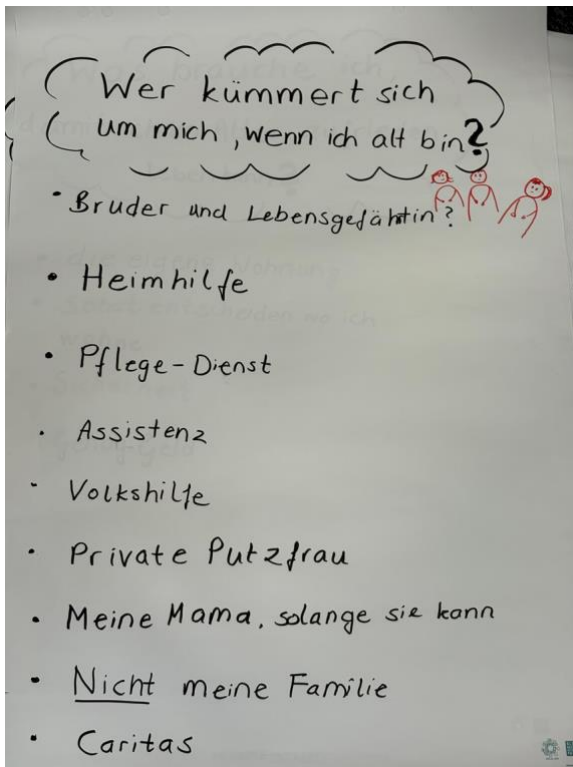 Wer kümmert sich
um mich, wenn ich alt bin?
· Bruder und Lebensgefährtin?
• Heimhilfe
• Pflege-Dienst
· Assistenz
· Volkshilfe
• Private Putzfrau
• Meine Mama, solange sie kann
• Nicht meine Familie
• Caritas